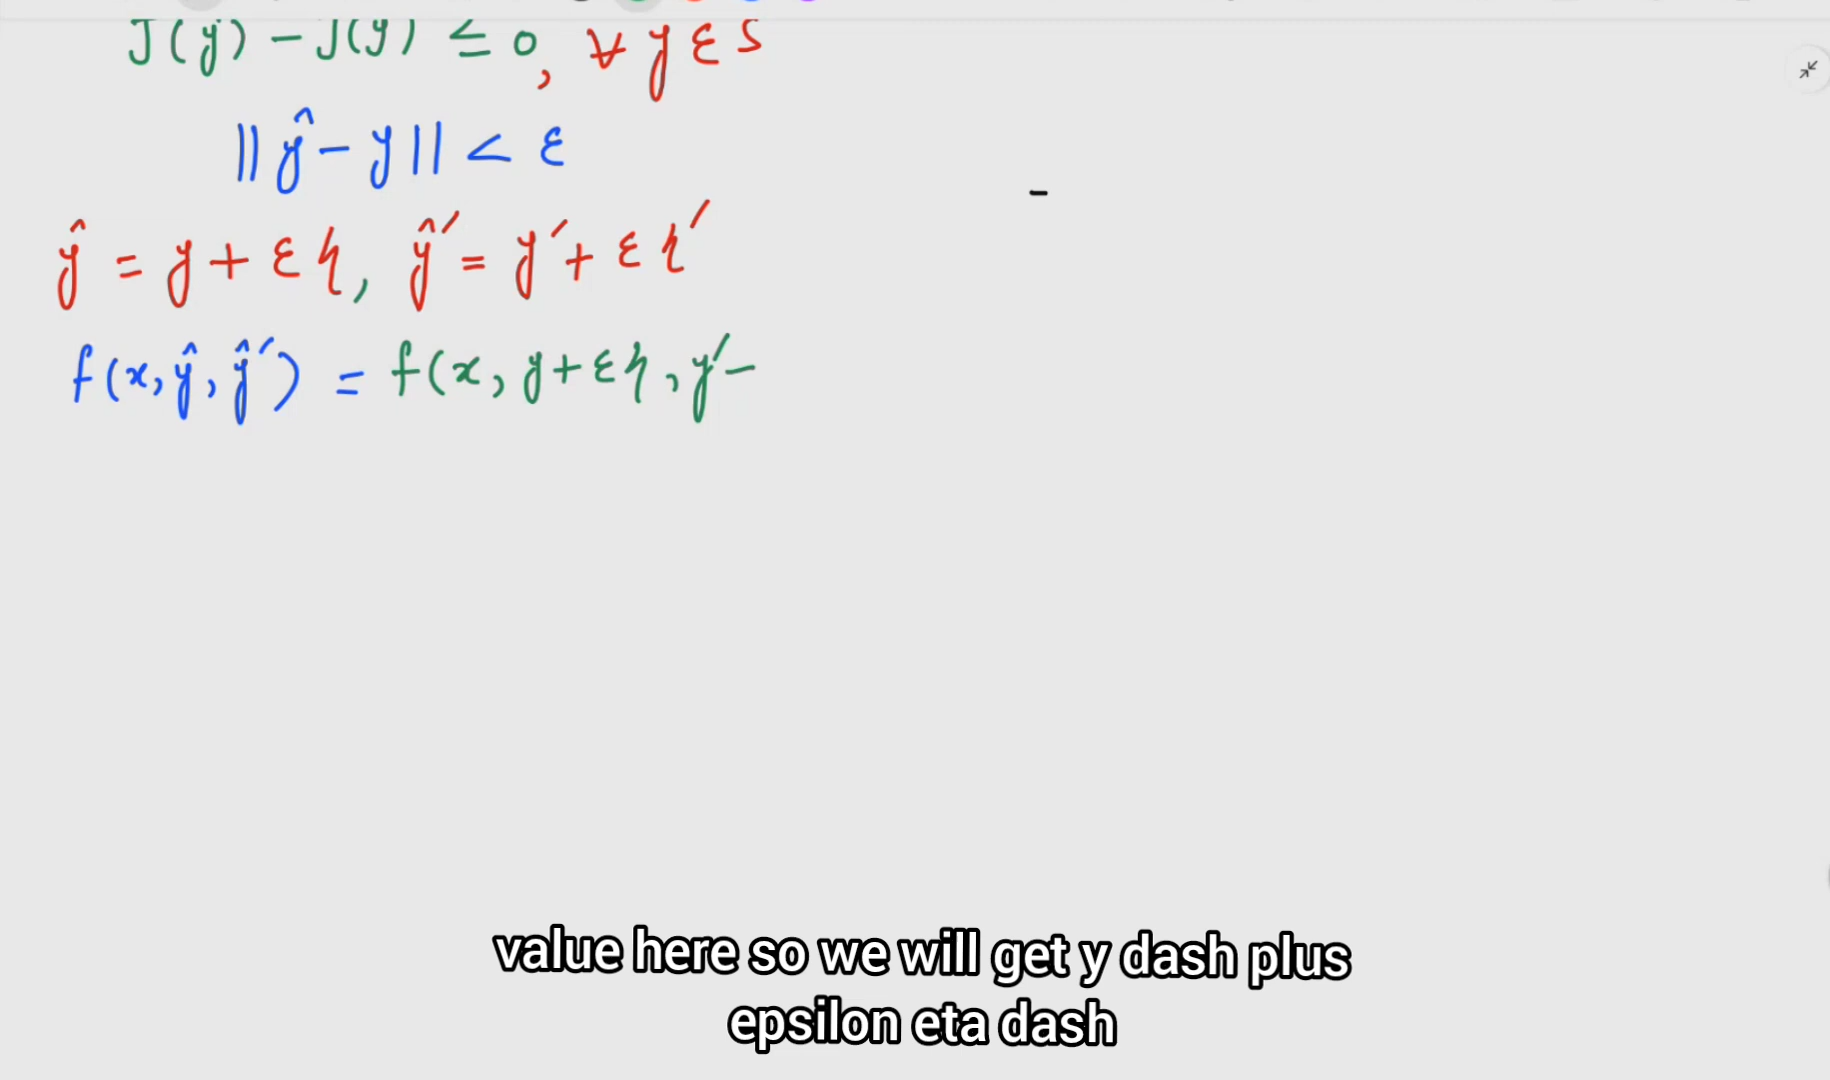 J(ŷ) - J(y) ≤ 0, ∀ y ε S
||ŷ - y|| < ε
ŷ = y + εη, ŷ′ = y′ + εη′
f(x, ŷ, ŷ′) = f(x, y + εη, y′ -
value here so we will get y dash plus
epsilon eta dash